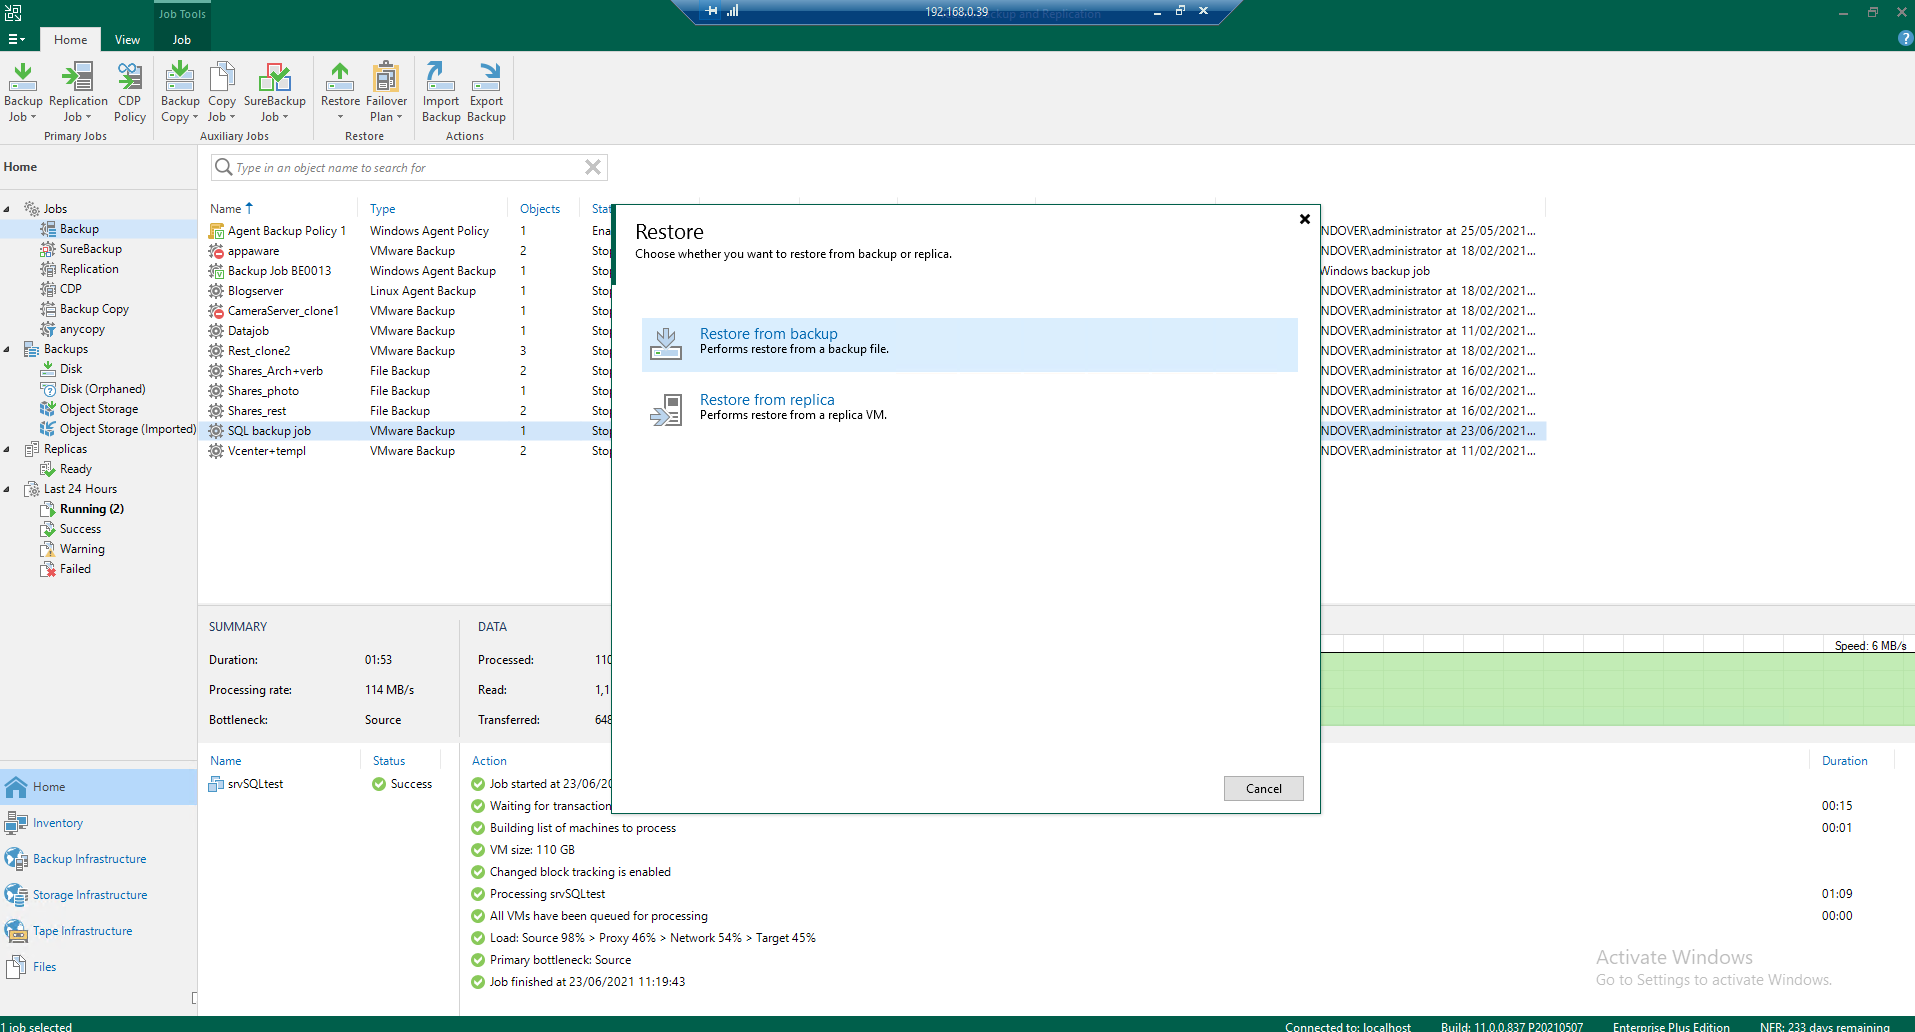 Job Tools
192.168.0.39
ckup and Replication
Home
View
Job
Backup Job
Replication Job
CDP Policy
Primary Jobs
Backup Copy
Copy Job
SureBackup Job
Auxiliary Jobs
Restore
Failover Plan
Restore
Import Backup
Export Backup
Actions
Home
Type in an object name to search for
Jobs
Backup
SureBackup
Replication
CDP
Backup Copy
anycopy
Backups
Disk
Disk (Orphaned)
Object Storage
Object Storage (Imported)
Replicas
Ready
Last 24 Hours
Running (2)
Success
Warning
Failed
Home
Inventory
Backup Infrastructure
Storage Infrastructure
Tape Infrastructure
Files
Name Type Objects Stat
Agent Backup Policy 1 Windows Agent Policy 1 Ena NDOVER\administrator at 25/05/2021...
appaware VMware Backup 2 Stop NDOVER\administrator at 18/02/2021...
Backup Job BE0013 Windows Agent Backup 1 Stop Windows backup job
Blogserver Linux Agent Backup 1 Stop NDOVER\administrator at 18/02/2021...
CameraServer_clone1 VMware Backup 1 Stop NDOVER\administrator at 18/02/2021...
Datajob VMware Backup 1 Stop NDOVER\administrator at 11/02/2021...
Rest_clone2 VMware Backup 3 Stop NDOVER\administrator at 18/02/2021...
Shares_Arch+verb File Backup 2 Stop NDOVER\administrator at 16/02/2021...
Shares_photo File Backup 1 Stop NDOVER\administrator at 16/02/2021...
Shares_rest File Backup 2 Stop NDOVER\administrator at 16/02/2021...
SQL backup job VMware Backup 1 Stop NDOVER\administrator at 23/06/2021...
Vcenter+templ VMware Backup 2 Stop NDOVER\administrator at 11/02/2021...
Restore
Choose whether you want to restore from backup or replica.
Restore from backup
Performs restore from a backup file.
Restore from replica
Performs restore from a replica VM.
Cancel
SUMMARY
Duration: 01:53
Processing rate: 114 MB/s
Bottleneck: Source
DATA
Processed: 110
Read: 1,1
Transferred: 648
Speed: 6 MB/s
Name Status
srvSQLtest Success
Action Duration
Job started at 23/06/20
Waiting for transaction 00:15
Building list of machines to process 00:01
VM size: 110 GB
Changed block tracking is enabled
Processing srvSQLtest 01:09
All VMs have been queued for processing 00:00
Load: Source 98% > Proxy 46% > Network 54% > Target 45%
Primary bottleneck: Source
Job finished at 23/06/2021 11:19:43
Activate Windows
Go to Settings to activate Windows.
1 job selected
Connected to: localhost
Build: 11.0.0.837 P20210507
Enterprise Plus Edition
NFR: 233 days remaining